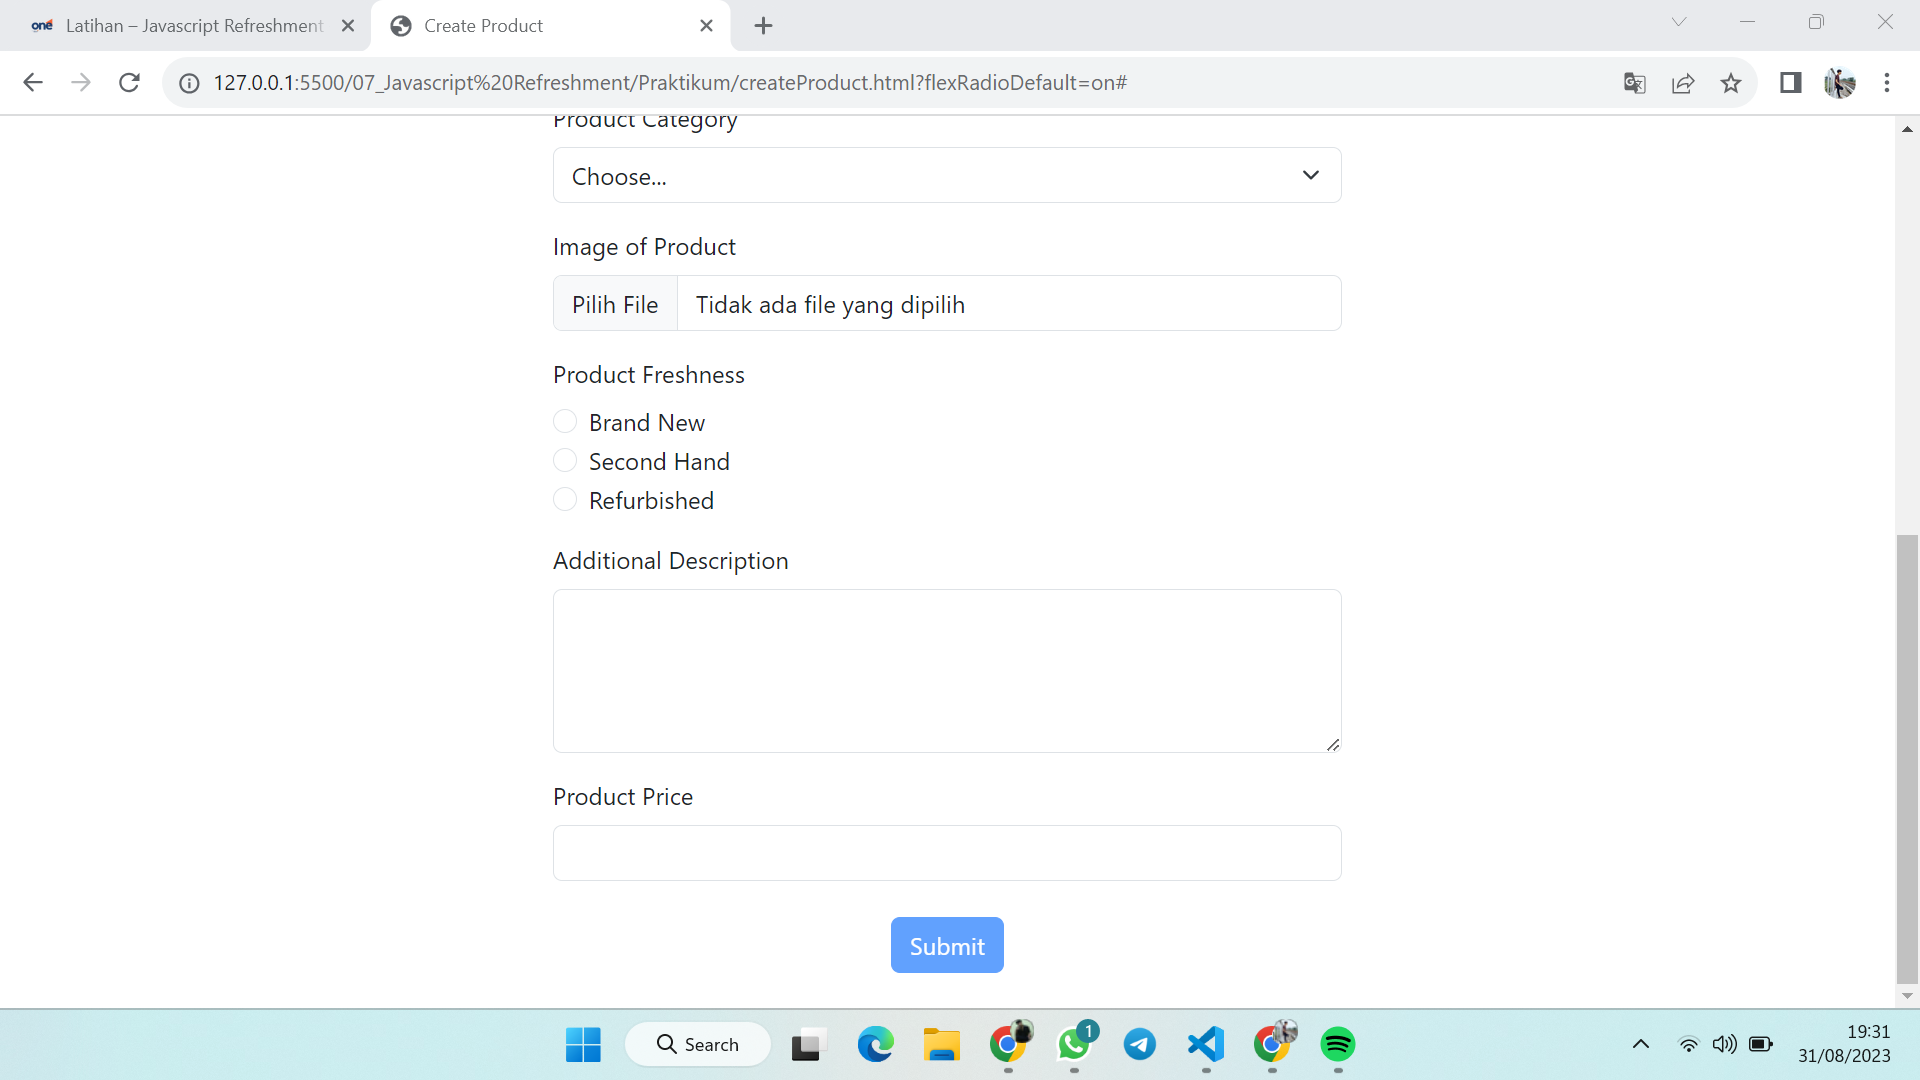 one Latihan – Javascript Refreshment
Create Product
127.0.0.1:5500/07_Javascript%20Refreshment/Praktikum/createProduct.html?flexRadioDefault=on#
Product Category
Choose...
Image of Product
Pilih File Tidak ada file yang dipilih
Product Freshness
Brand New
Second Hand
Refurbished
Additional Description
Product Price
Submit
Search
1
19:31
31/08/2023